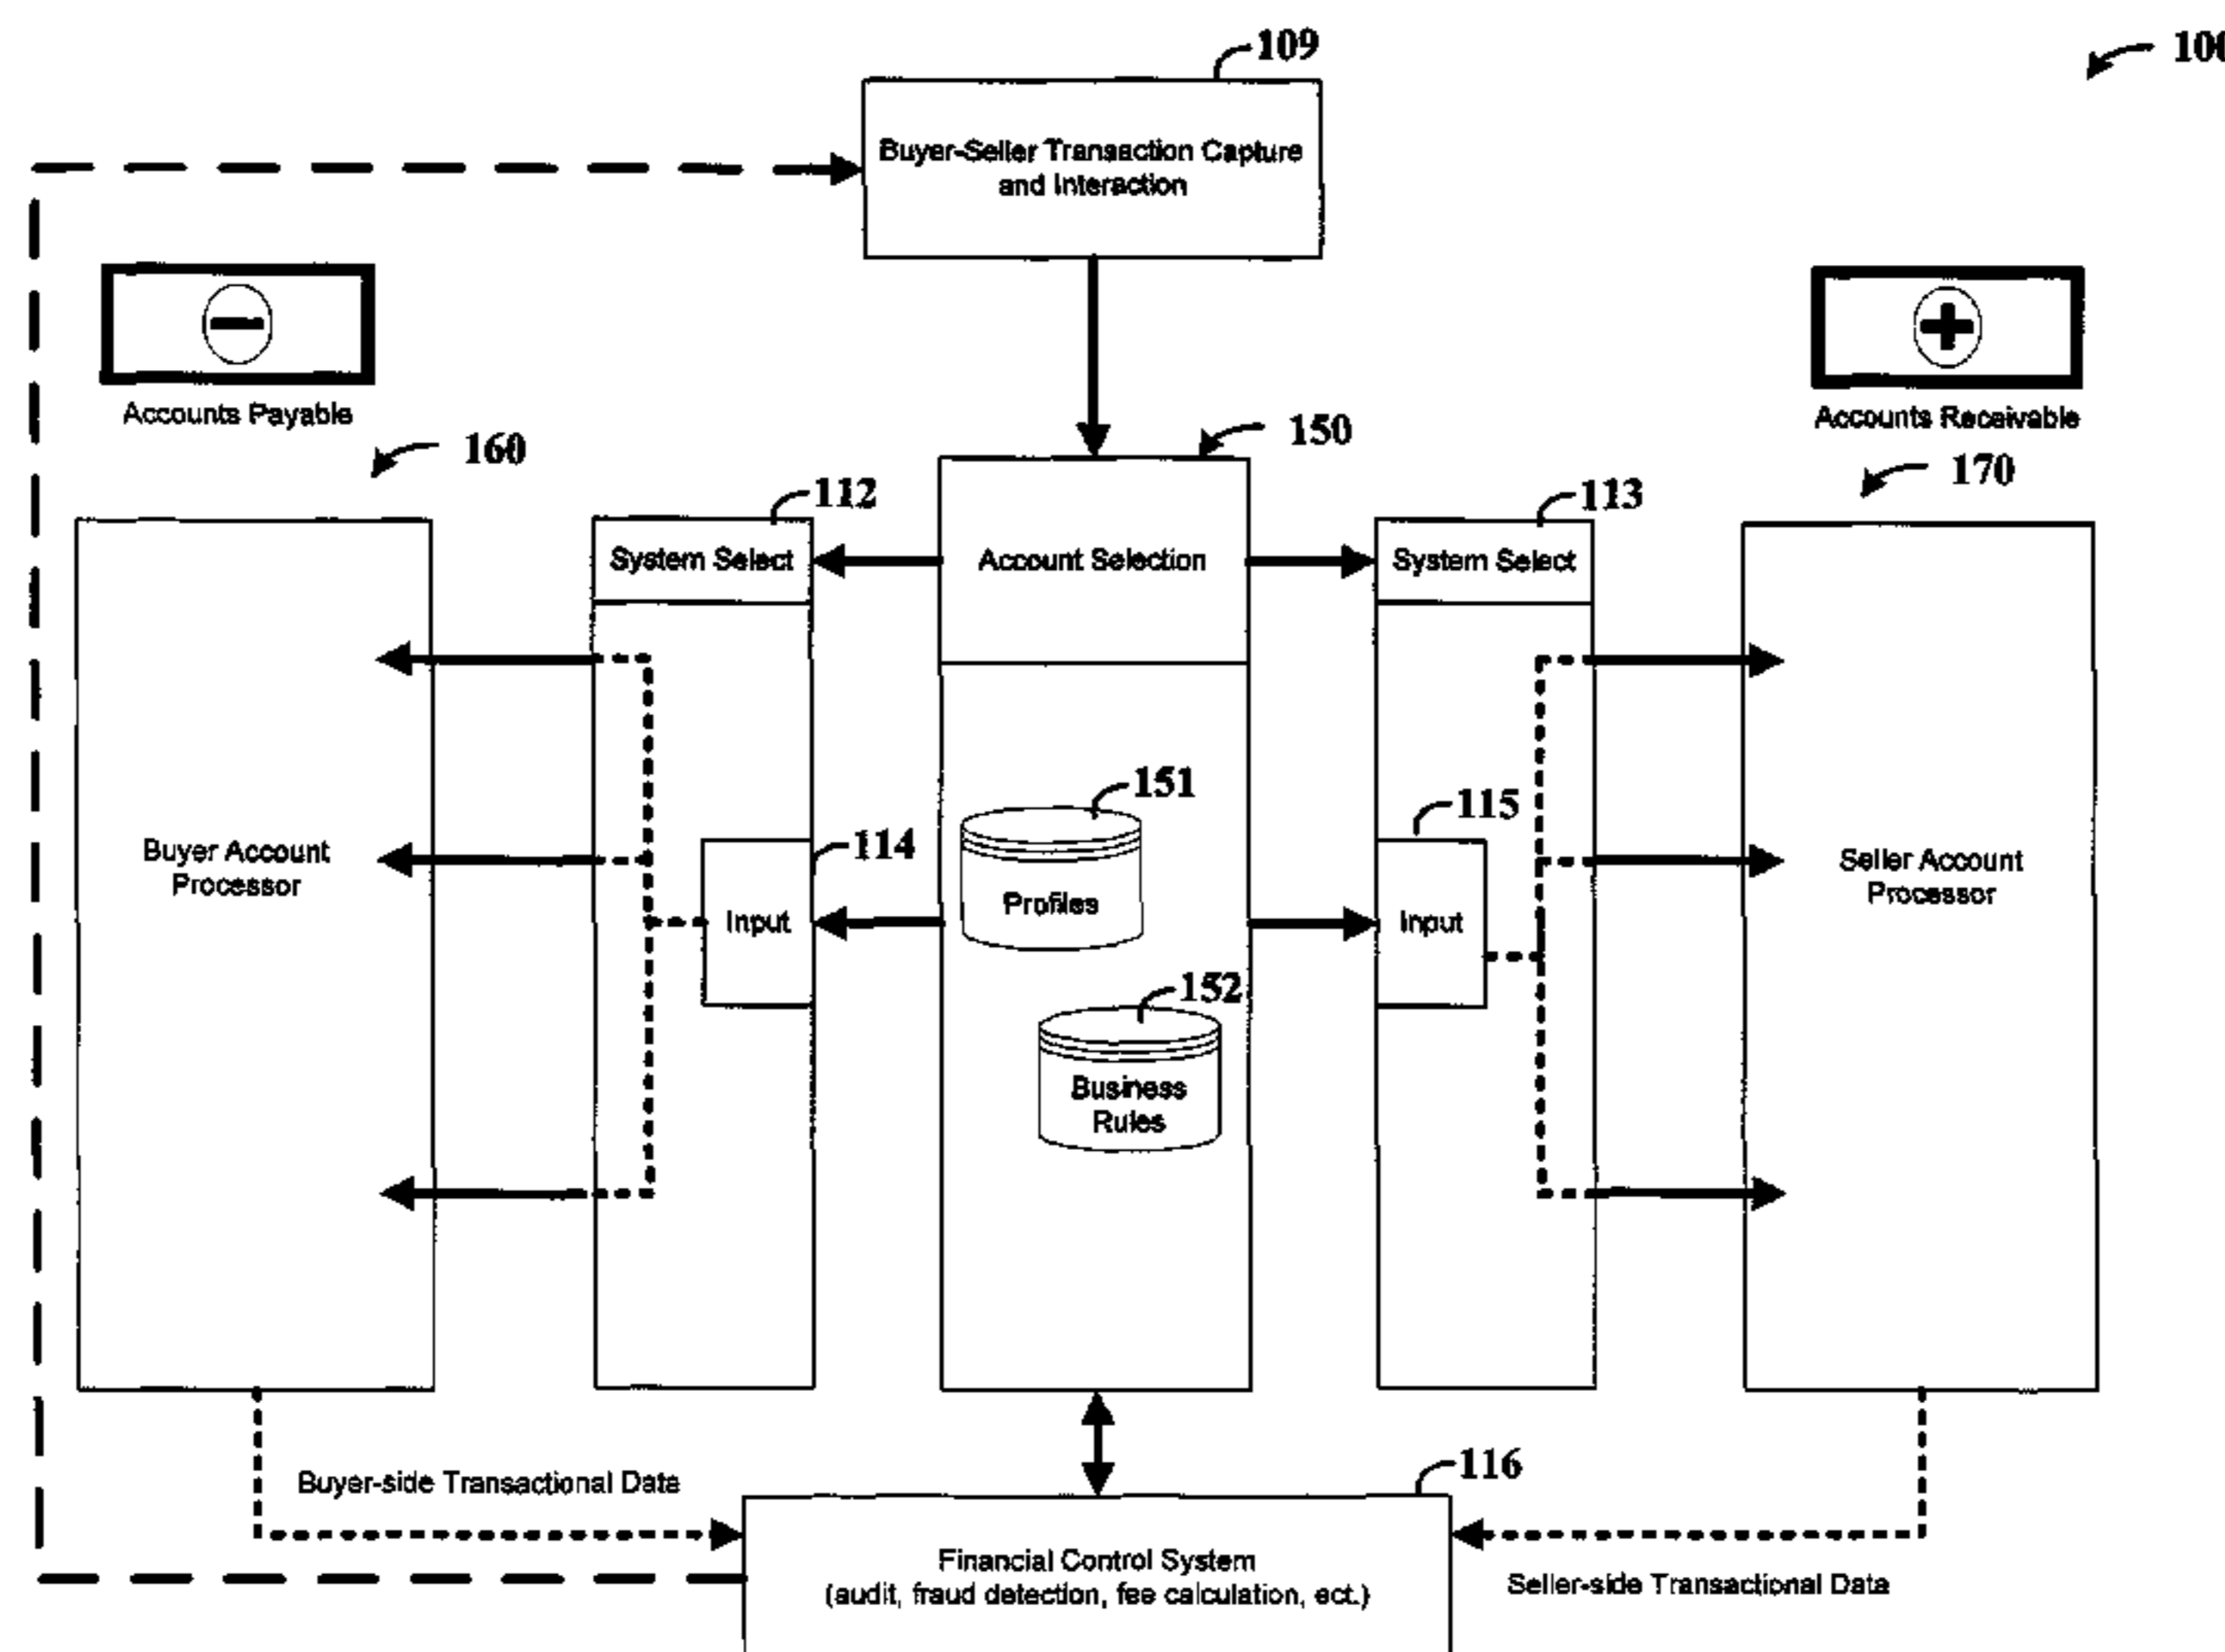 109
100
Buyer-Seller Transaction Capture
and Interaction
Accounts Payable
Accounts Receivable
160
150
170
112
113
System Select
Account Selection
System Select
151
115
114
Buyer Account
Processor
Profiles
Input
Input
Seller Account
Processor
152
Business
Rules
116
Buyer-side Transactional Data
Financial Control System
(audit, fraud detection, fee calculation, ect.)
Seller-side Transactional Data